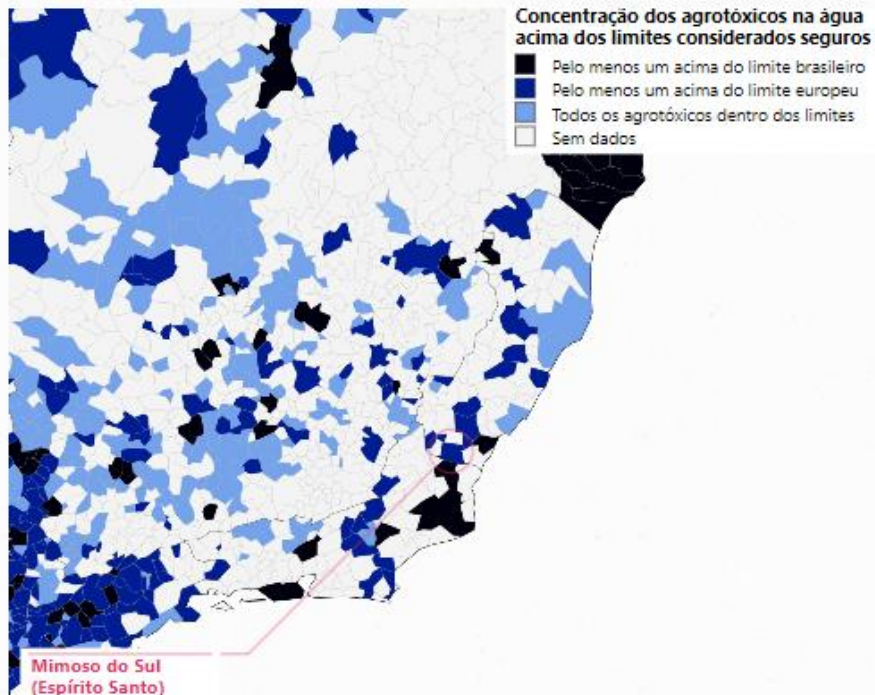 Concentração dos agrotóxicos na água
acima dos limites considerados seguros
Pelo menos um acima do limite brasileiro
Pelo menos um acima do limite europeu
Todos os agrotóxicos dentro dos limites
Sem dados
Mimoso do Sul
(Espírito Santo)